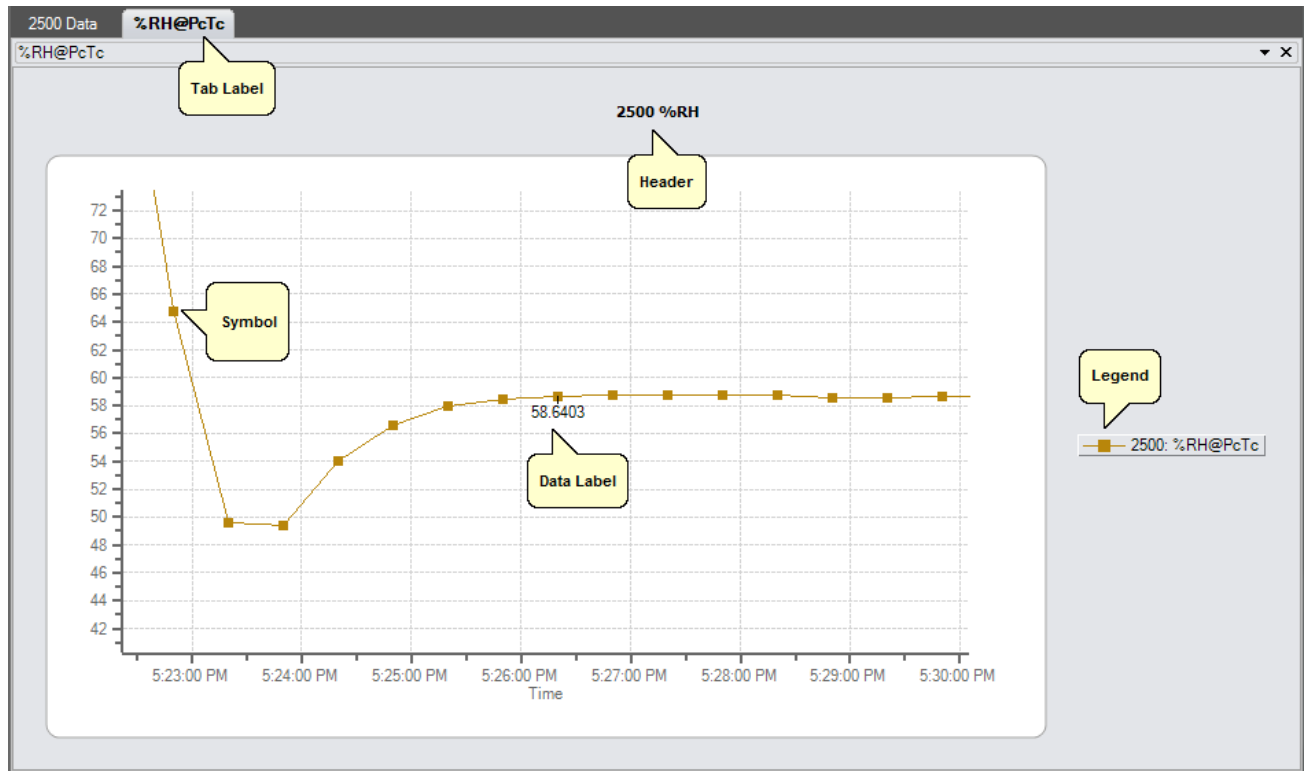 2500 Data
%RH@PcTc
%RH@PcTc
Tab Label
2500 %RH
Header
72
70
68
66
64
62
60
58
56
54
52
50
48
46
44
42
Symbol
58.6403
Data Label
Legend
2500: %RH@PcTc
5:23:00 PM 5:24:00 PM 5:25:00 PM 5:26:00 PM 5:27:00 PM 5:28:00 PM 5:29:00 PM 5:30:00 PM
Time